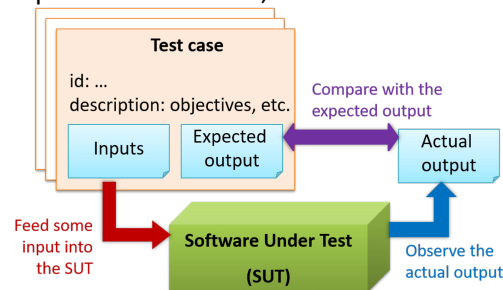 Test case
id: ...
description: objectives, etc.
Inputs
Expected
output
Compare with the
expected output
Actual
output
Feed some
input into
the SUT
Software Under Test
(SUT)
Observe the
actual output